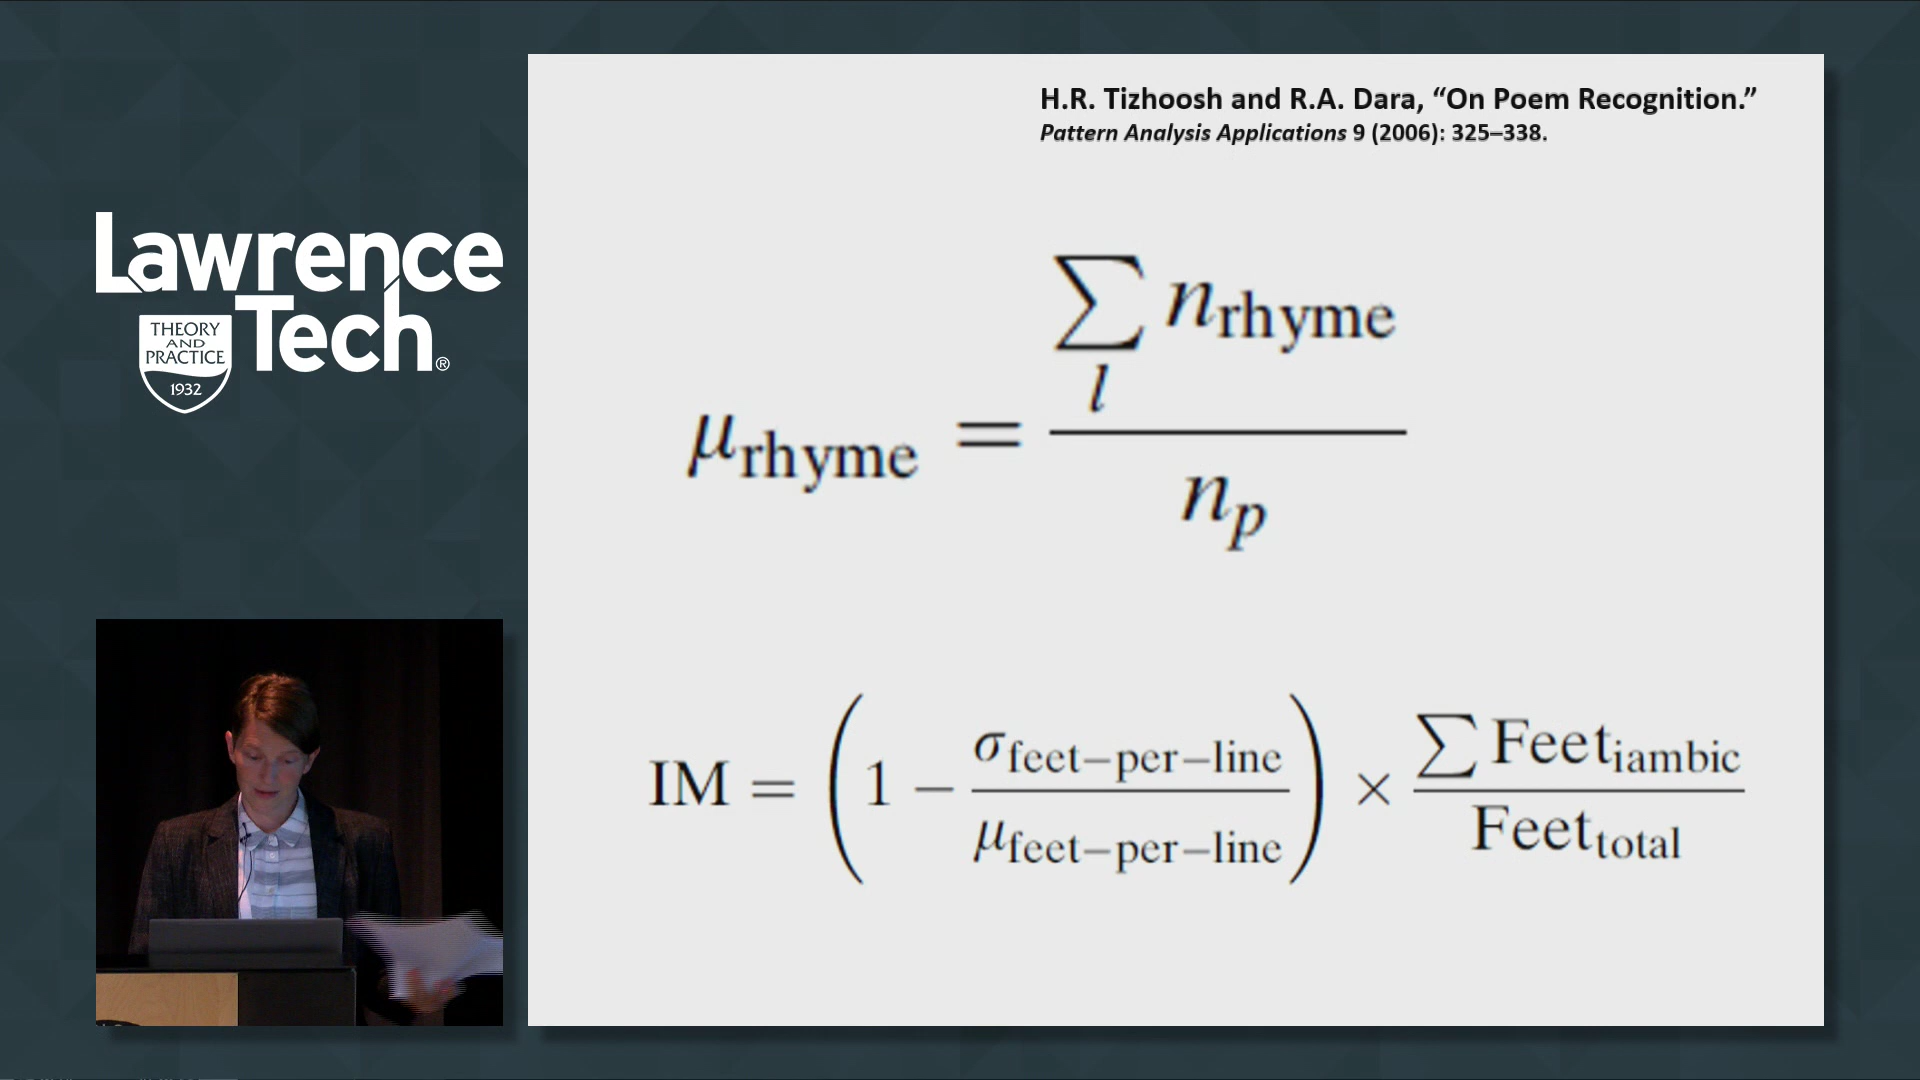 Lawrence
Tech®
THEORY
AND
PRACTICE
1932
H.R. Tizhoosh and R.A. Dara, “On Poem Recognition.”
Pattern Analysis Applications 9 (2006): 325–338.
μ_rhyme = ∑_l n_rhyme / n_p
IM = (1 − σ_feet−per−line / μ_feet−per−line) × ∑ Feet_iambic / Feet_total